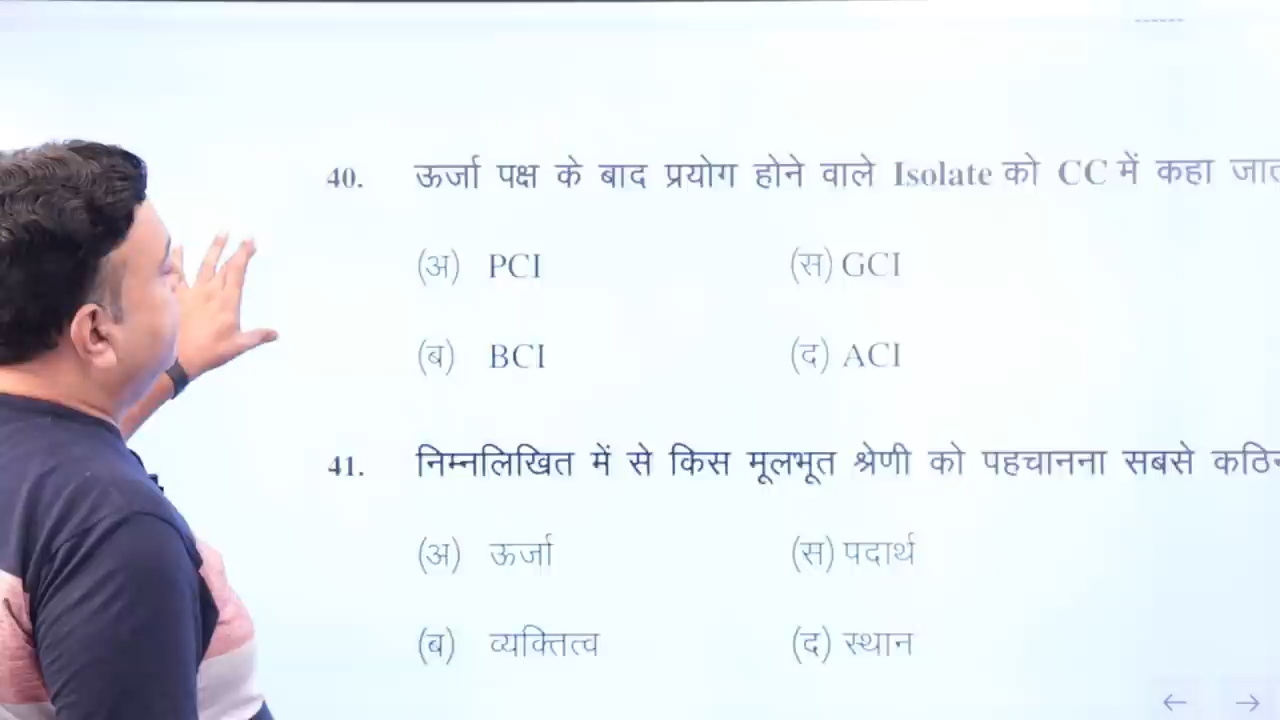 40. ऊर्जा पक्ष के बाद प्रयोग होने वाले Isolate को CC में कहा
(अ) PCI (स) GCI
(ब) BCI (द) ACI
41. निम्नलिखित में से किस मूलभूत श्रेणी को पहचानना सबसे
(अ) ऊर्जा (स) पदार्थ
(ब) व्यक्तित्व (द) स्थान